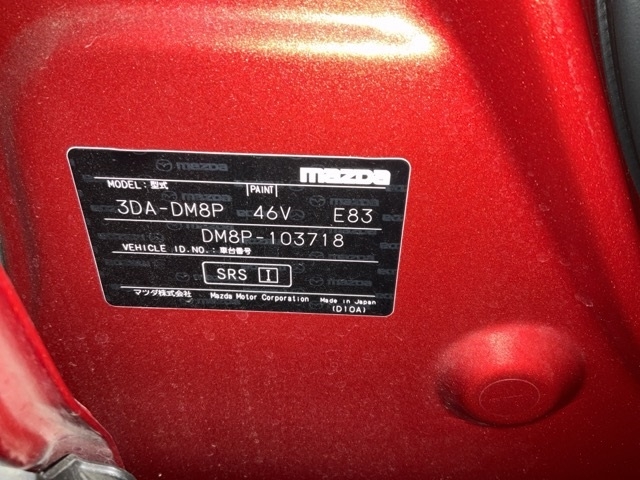 mazda
MODEL: 型式 PAINT
3DA-DM8P 46V E83
DM8P-103718
VEHICLE ID.NO.: 車台番号
SRS I
マツダ株式会社 Mazda Motor Corporation Made in Japan
(D10A)